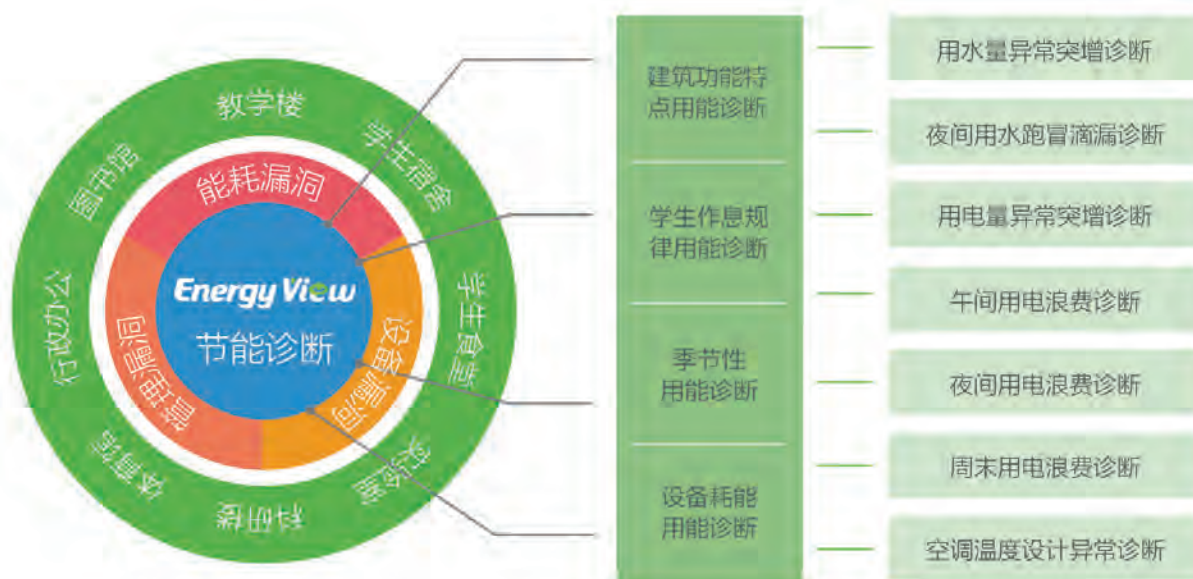 教学楼
学生宿舍
学生食堂
实验室
科研楼
体育馆
行政办公
图书馆
能耗漏洞
设备漏洞
管理漏洞
Energy View
节能诊断
建筑功能特
点用能诊断
学生作息规
律用能诊断
季节性
用能诊断
设备耗能
用能诊断
用水量异常突增诊断
夜间用水跑冒滴漏诊断
用电量异常突增诊断
午间用电浪费诊断
夜间用电浪费诊断
周末用电浪费诊断
空调温度设计异常诊断